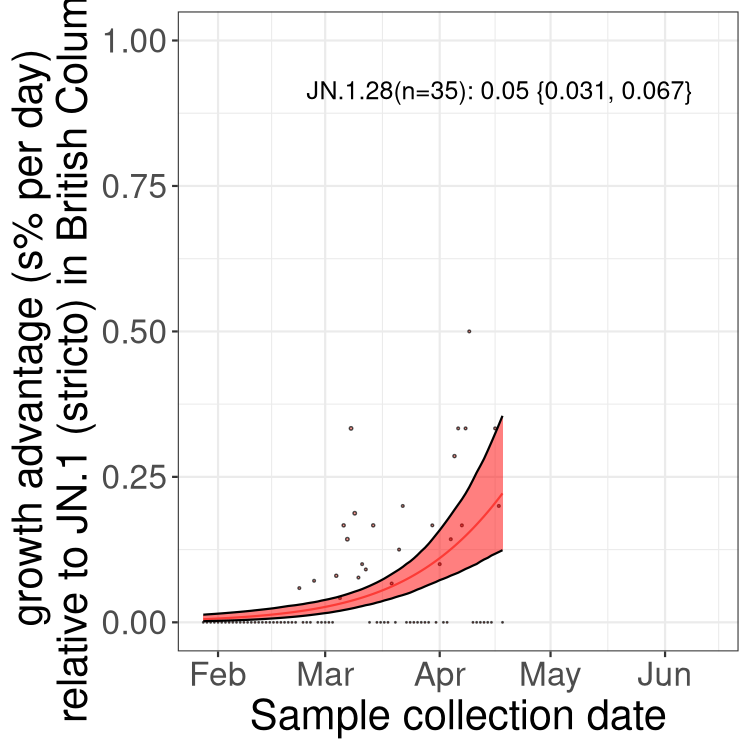 growth advantage (s% per day)
relative to JN.1 (stricto) in British Colum
1.00
0.75
0.50
0.25
0.00
JN.1.28(n=35): 0.05 {0.031, 0.067}
Feb Mar Apr May Jun
Sample collection date